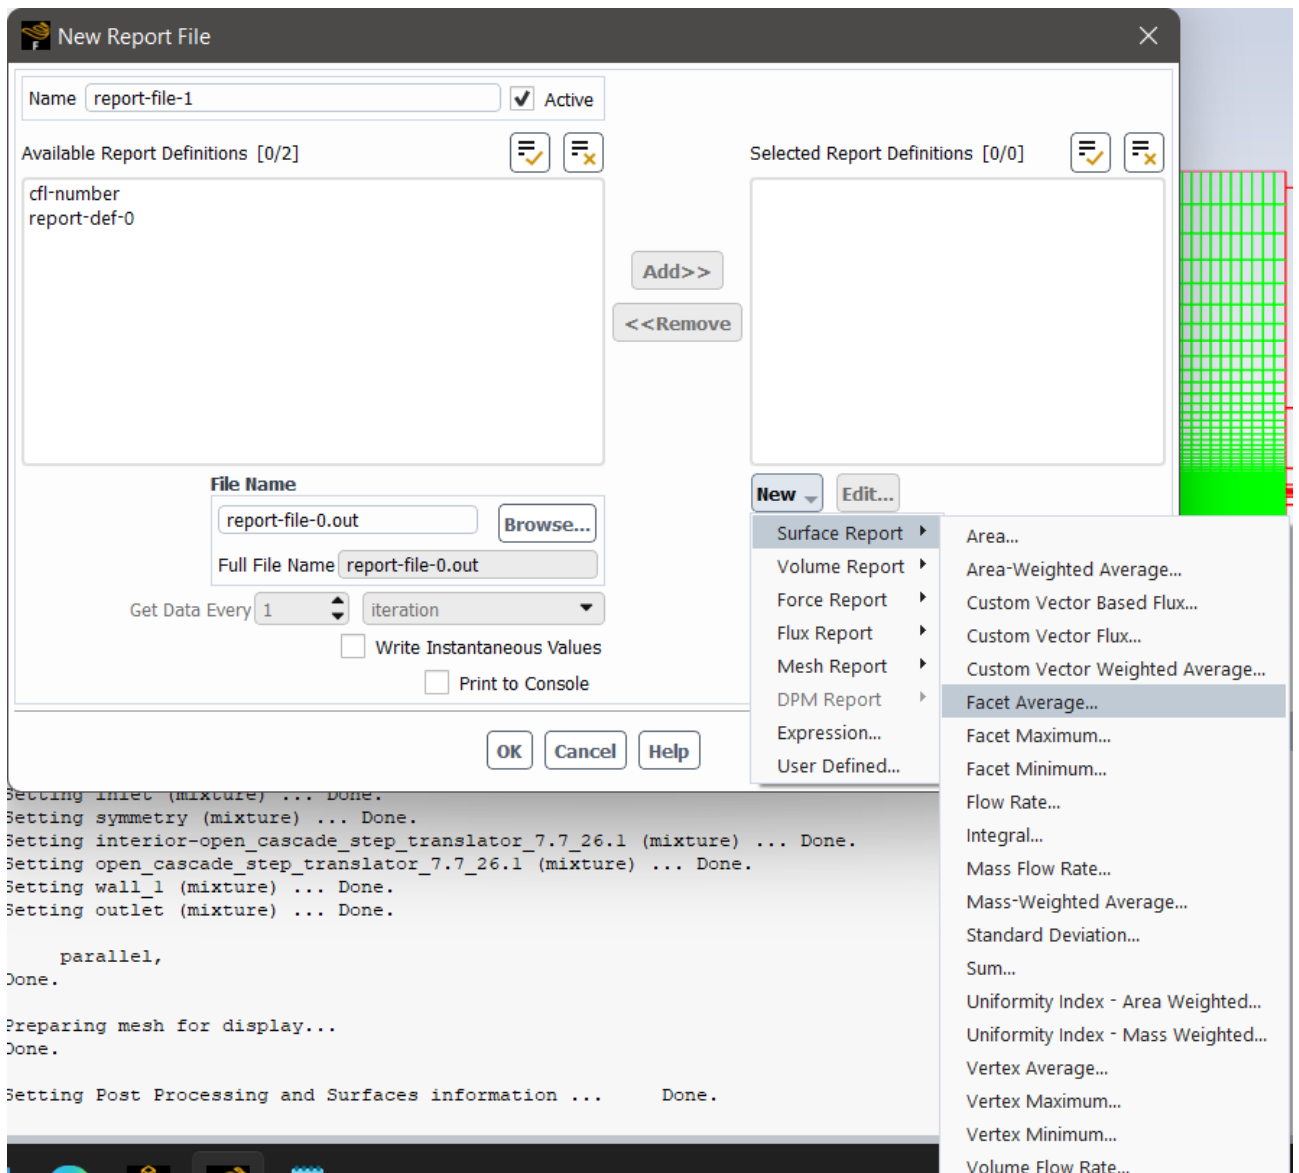 New Report File
Name report-file-1 Active
Available Report Definitions [0/2]
Selected Report Definitions [0/0]
cfl-number
report-def-0
Add>>
<<Remove
File Name
report-file-0.out Browse...
Full File Name report-file-0.out
Get Data Every 1 iteration
Write Instantaneous Values
Print to Console
OK Cancel Help
New Edit...
Surface Report
Volume Report
Force Report
Flux Report
Mesh Report
DPM Report
Expression...
User Defined...
Area...
Area-Weighted Average...
Custom Vector Based Flux...
Custom Vector Flux...
Custom Vector Weighted Average...
Facet Average...
Facet Maximum...
Facet Minimum...
Flow Rate...
Integral...
Mass Flow Rate...
Mass-Weighted Average...
Standard Deviation...
Sum...
Uniformity Index - Area Weighted...
Uniformity Index - Mass Weighted...
Vertex Average...
Vertex Maximum...
Vertex Minimum...
Volume Flow Rate...
Setting inlet (mixture) ... Done.
Setting symmetry (mixture) ... Done.
Setting interior-open_cascade_step_translator_7.7_26.1 (mixture) ... Done.
Setting open_cascade_step_translator_7.7_26.1 (mixture) ... Done.
Setting wall_1 (mixture) ... Done.
Setting outlet (mixture) ... Done.
parallel,
Done.
Preparing mesh for display...
Done.
Setting Post Processing and Surfaces information ... Done.